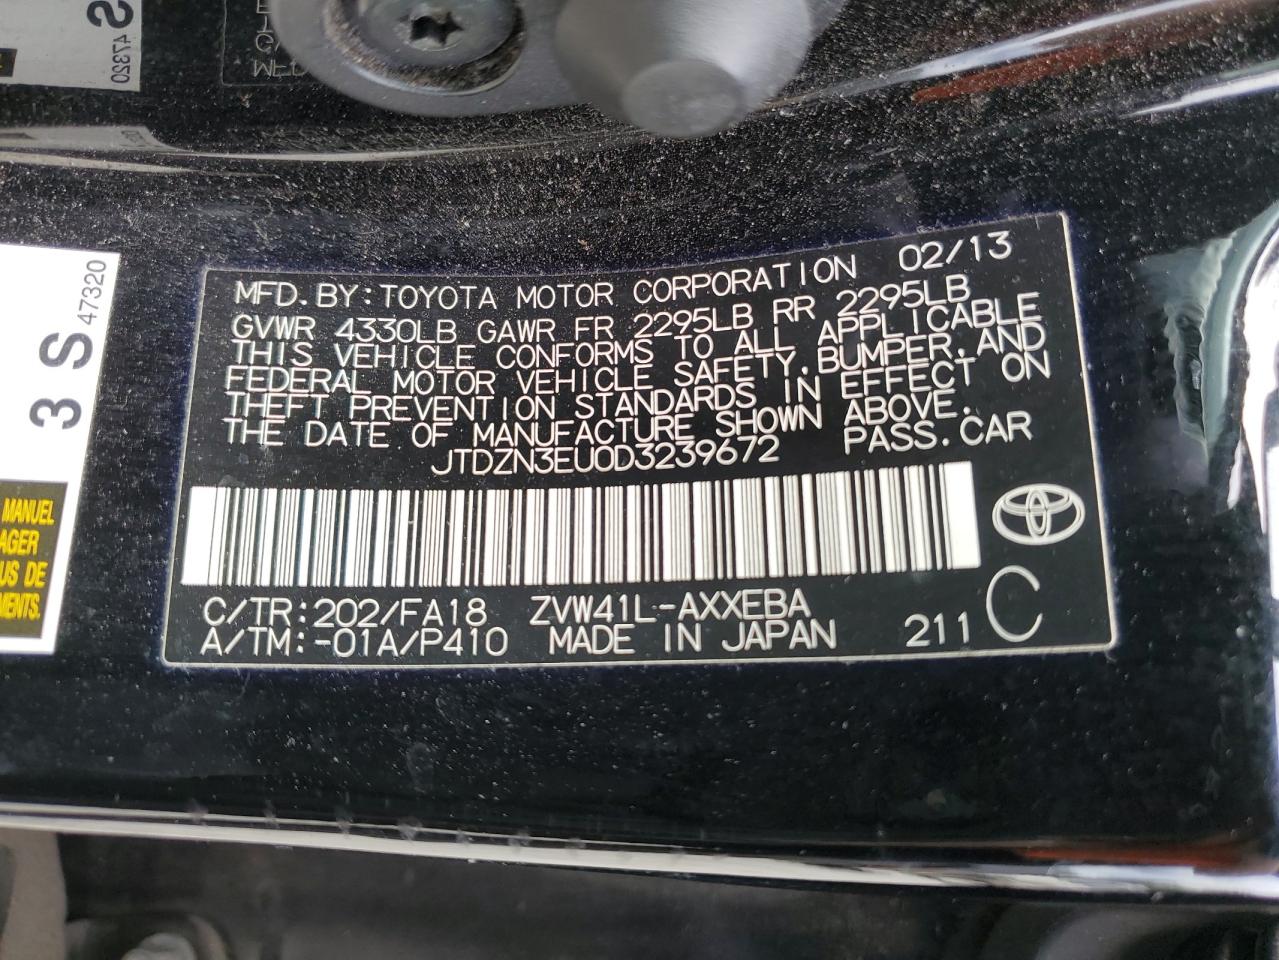 47320
MFD. BY: TOYOTA MOTOR CORPORATION 02/13
GVWR 4330LB GAWR FR 2295LB RR 2295LB
THIS VEHICLE CONFORMS TO ALL APPLICABLE
FEDERAL MOTOR VEHICLE SAFETY, BUMPER, AND
THEFT PREVENTION STANDARDS IN EFFECT ON
THE DATE OF MANUFACTURE SHOWN ABOVE.
JTDZN3EU0D3239672 PASS. CAR
C/TR: 202/FA18 ZVW41L-AXXEBA
A/TM: -01A/P410 MADE IN JAPAN 211 C
3 S 47320
MANUEL
US DE